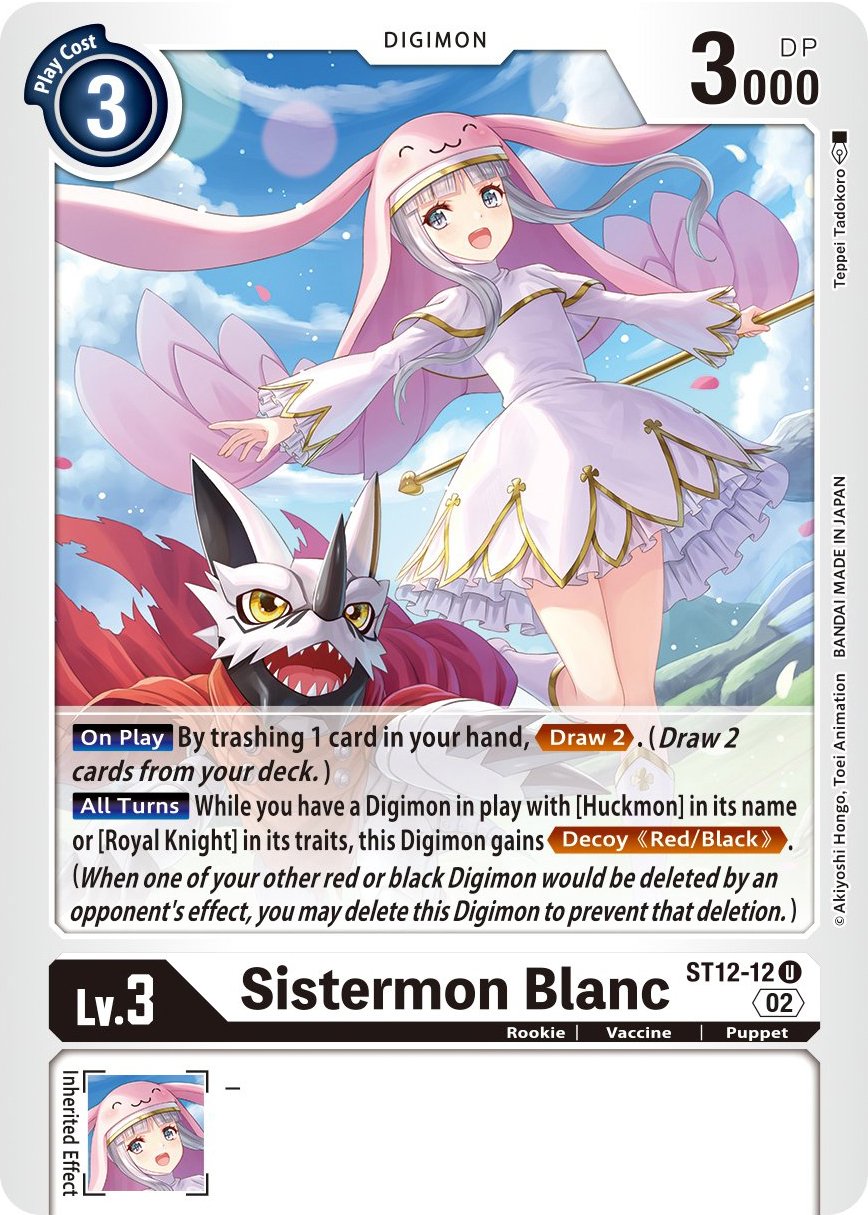 Play Cost
3
DIGIMON
DP
3000
Teppei Tadokoro
On Play By trashing 1 card in your hand, Draw 2. (Draw 2
cards from your deck.)
All Turns While you have a Digimon in play with [Huckmon] in its name
or [Royal Knight] in its traits, this Digimon gains Decoy《Red/Black》.
(When one of your other red or black Digimon would be deleted by an
opponent's effect, you may delete this Digimon to prevent that deletion.)
© Akiyoshi Hongo, Toei Animation BANDAI MADE IN JAPAN
Lv.3
Sistermon Blanc
ST12-12 U
02
Rookie | Vaccine | Puppet
Inherited Effect
–